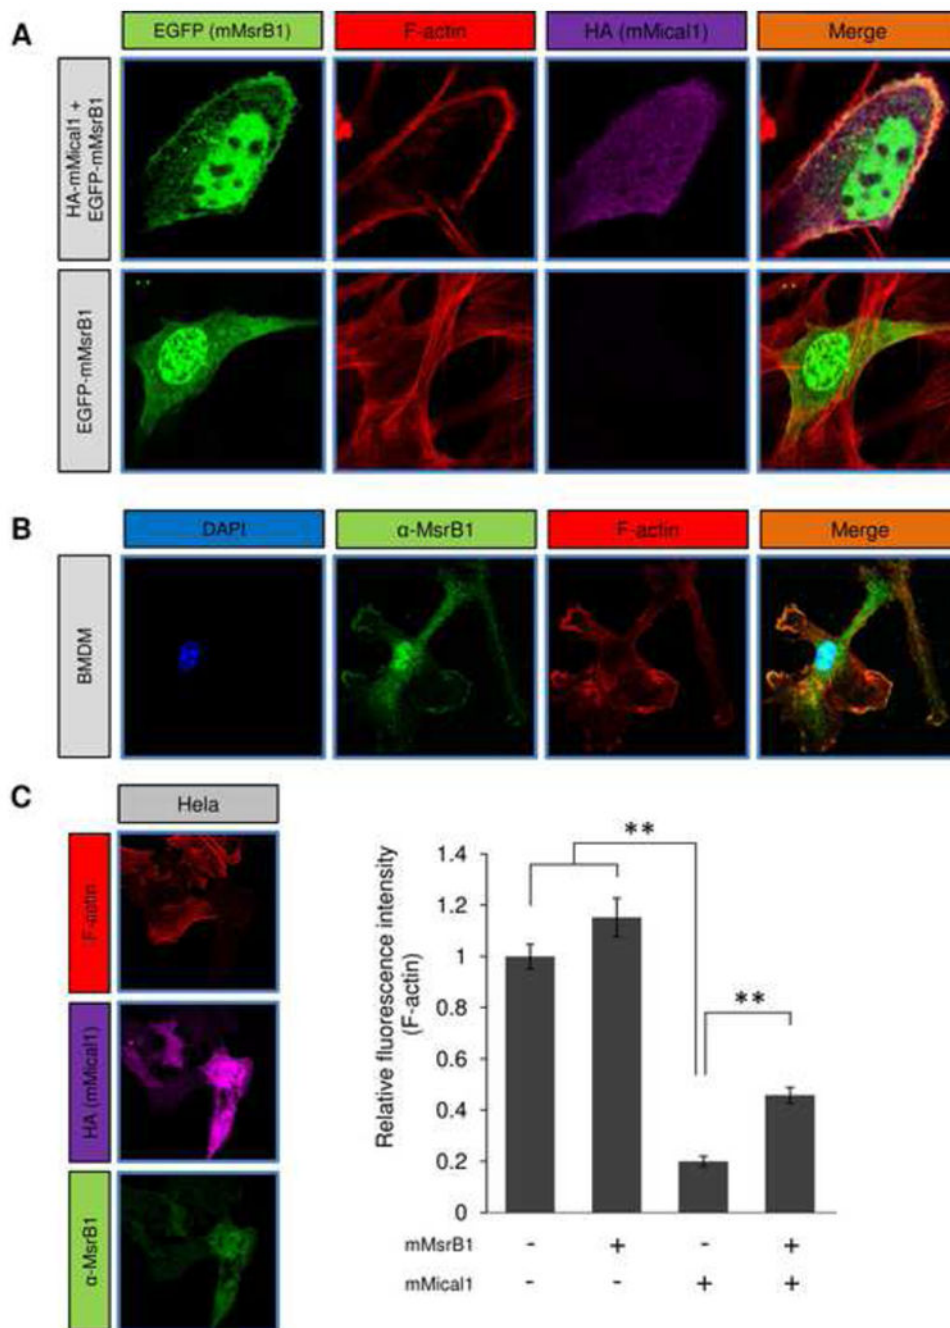 A
EGFP (mMsrB1)
F-actin
HA (mMical1)
Merge
HA-mMical1 +
EGFP-mMsrB1
EGFP-mMsrB1
B
DAPI
α-MsrB1
F-actin
Merge
BMDM
C
Hela
F-actin
HA (mMical1)
α-MsrB1
Relative fluorescence intensity
(F-actin)
1.4
1.2
1
0.8
0.6
0.4
0.2
0
**
**
mMsrB1 - + - +
mMical1 - - + +